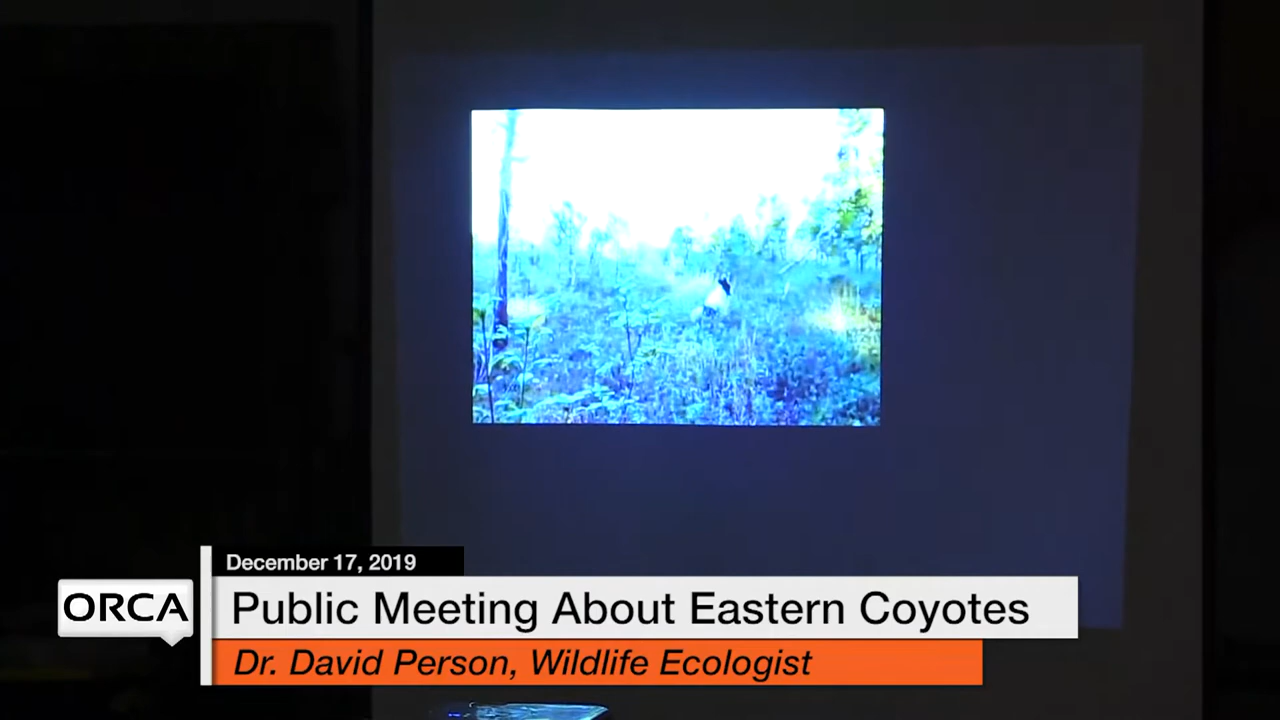 December 17, 2019
ORCA
Public Meeting About Eastern Coyotes
Dr. David Person, Wildlife Ecologist